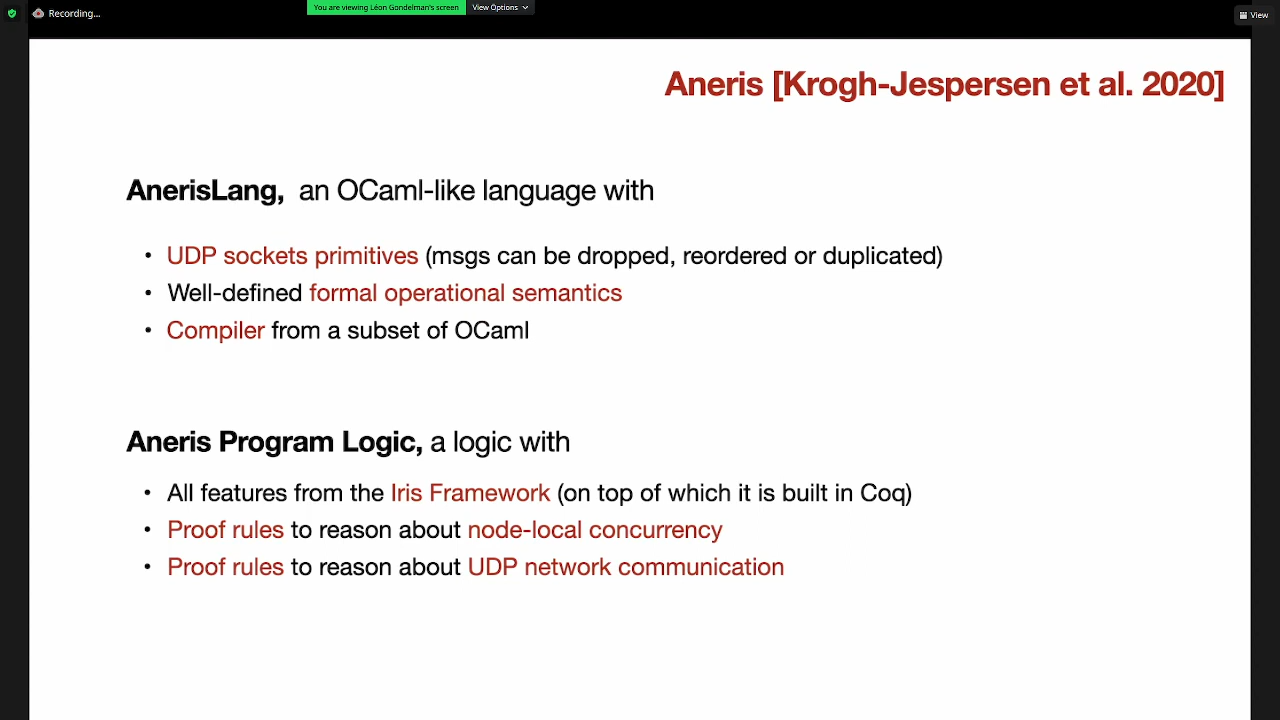 Recording...
You are viewing Léon Gondelman's screen
View Options
View
Aneris [Krogh-Jespersen et al. 2020]
AnerisLang, an OCaml-like language with
• UDP sockets primitives (msgs can be dropped, reordered or duplicated)
• Well-defined formal operational semantics
• Compiler from a subset of OCaml
Aneris Program Logic, a logic with
• All features from the Iris Framework (on top of which it is built in Coq)
• Proof rules to reason about node-local concurrency
• Proof rules to reason about UDP network communication